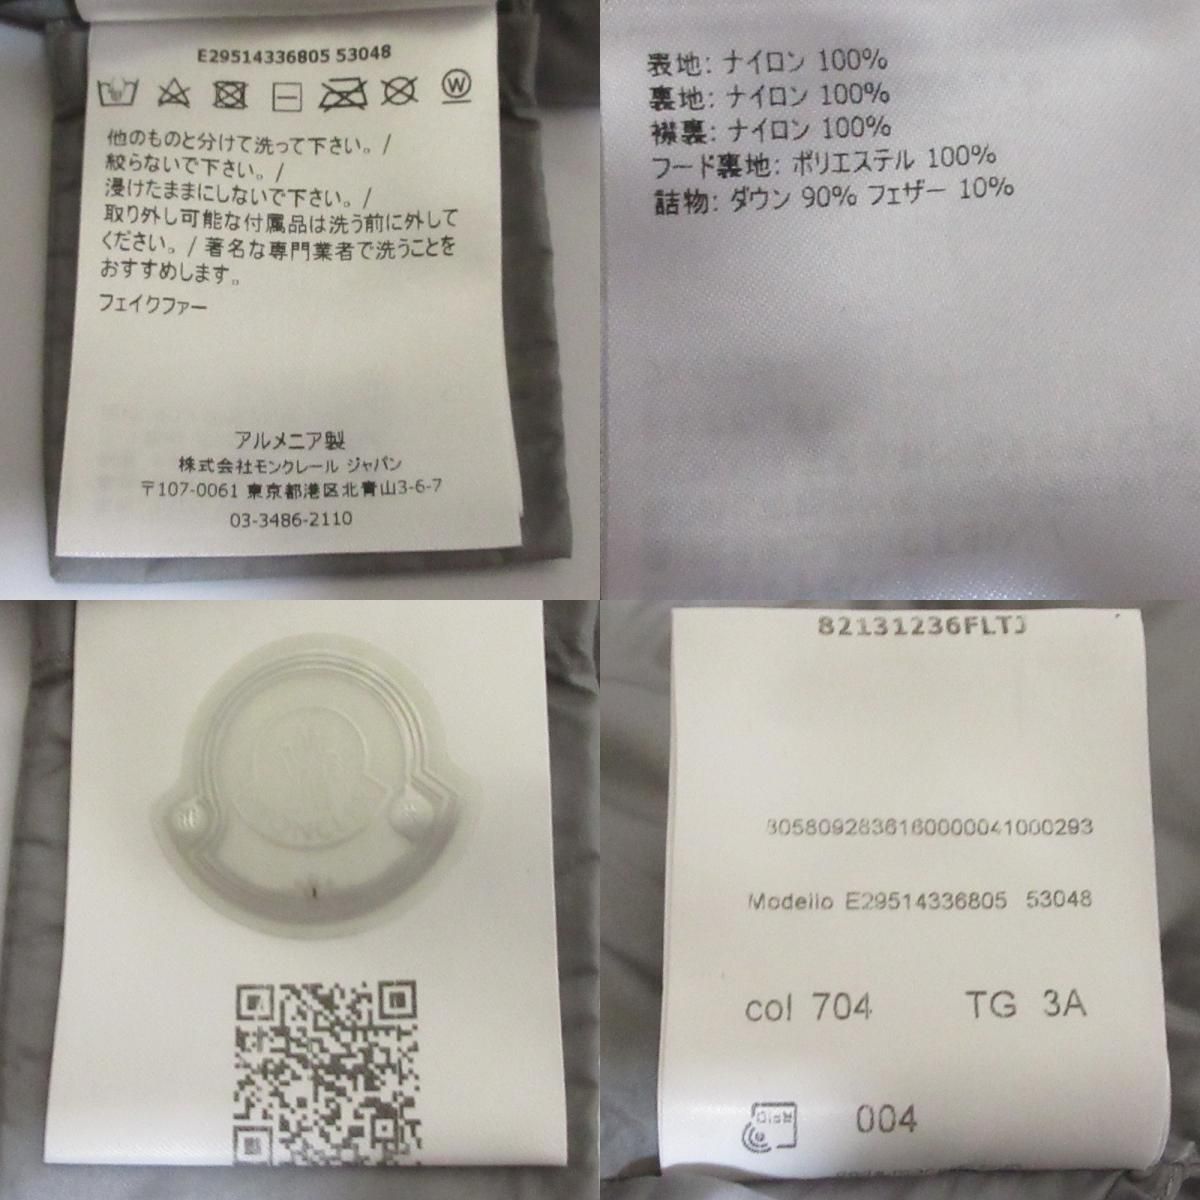 E29514336805 53048
W
他のものと分けて洗って下さい。/
絞らないで下さい。/
浸けたままにしないで下さい。/
取り外し可能な付属品は洗う前に外して
ください。/ 著名な専門業者で洗うことを
おすすめします。
フェイクファー
アルメニア製
株式会社モンクレール ジャパン
〒107-0061 東京都港区北青山3-6-7
03-3486-2110
表地: ナイロン 100%
裏地: ナイロン 100%
襟裏: ナイロン 100%
フード裏地: ポリエステル 100%
詰物: ダウン 90% フェザー 10%
82131236FLTJ
8058092836160000041000293
Modello E29514336805 53048
col 704 TG 3A
RFID
004